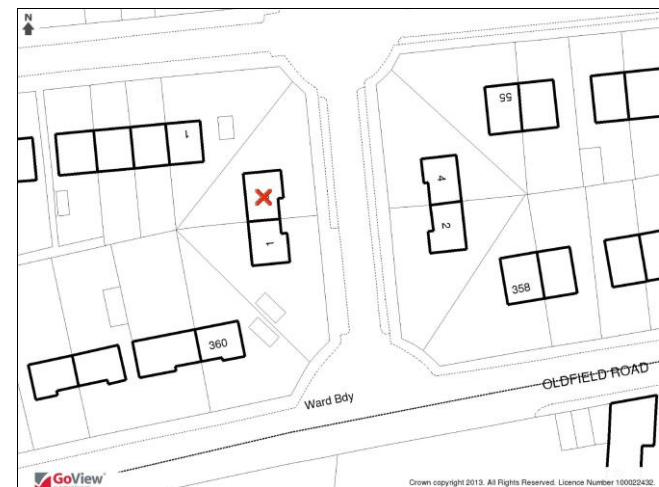 N
55
1
4
1
2
358
360
OLDFIELD ROAD
Ward Bdy
GoView
Crown copyright 2013. All Rights Reserved. Licence Number 100022432.